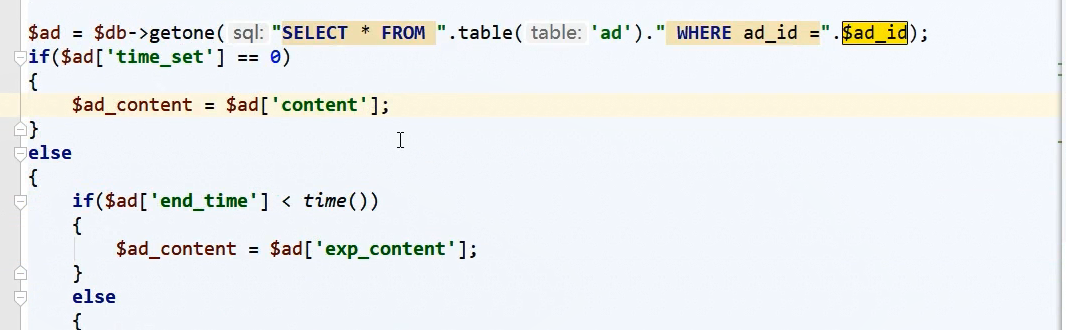 $ad = $db->getone( sql: "SELECT * FROM ".table( table: 'ad')." WHERE ad_id =".$ad_id);
if($ad['time_set'] == 0)
{
$ad_content = $ad['content'];
}
else
{
if($ad['end_time'] < time())
{
$ad_content = $ad['exp_content'];
}
else
{